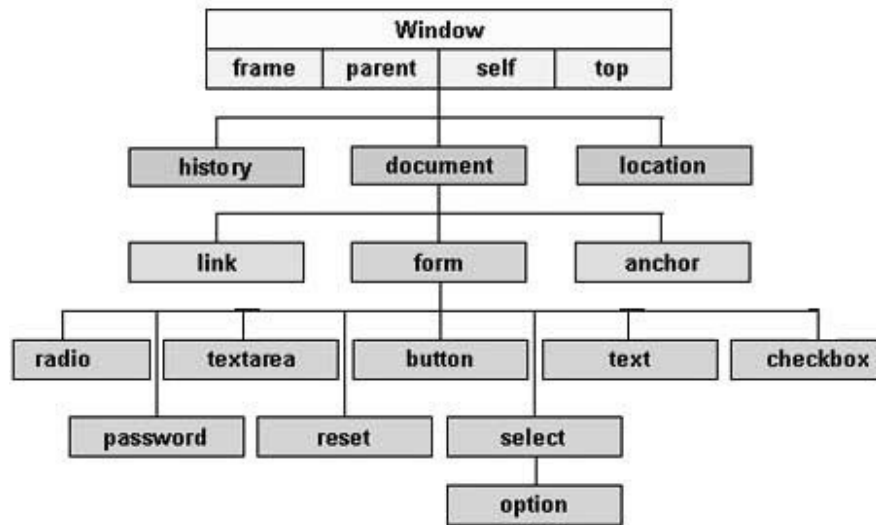 Window
frame parent self top
history document location
link form anchor
radio textarea button text checkbox
password reset select
option